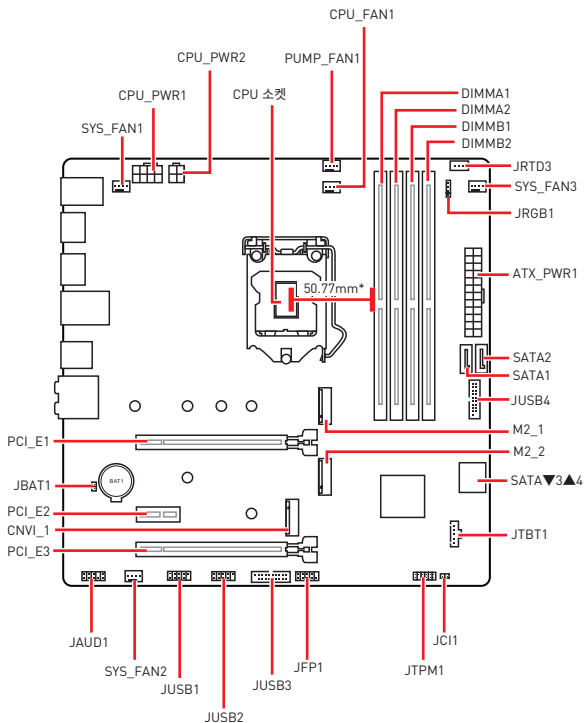 CPU_FAN1
CPU_PWR2
PUMP_FAN1
CPU_PWR1
CPU 소켓
DIMMA1
DIMMA2
SYS_FAN1
DIMMB1
DIMMB2
JRTD3
SYS_FAN3
JRGB1
50.77mm*
ATX_PWR1
SATA2
SATA1
JUSB4
M2_1
PCI_E1
M2_2
BAT1
JBAT1
SATA▼3▲4
PCI_E2
CNVI_1
JTBT1
PCI_E3
JAUD1
SYS_FAN2
JUSB1
JUSB2
JUSB3
JFP1
JCI1
JTPM1